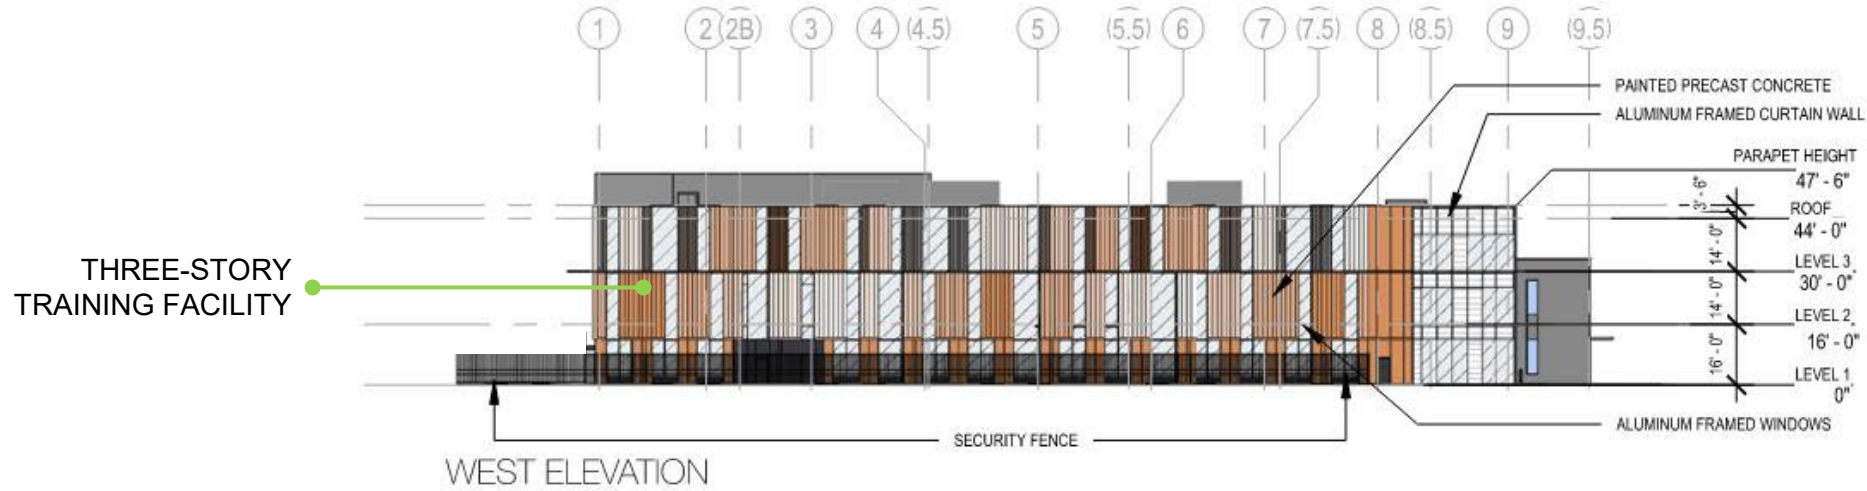 1 2 (2B) 3 4 (4.5) 5 (5.5) 6 7 (7.5) 8 (8.5) 9 (9.5)
PAINTED PRECAST CONCRETE
ALUMINUM FRAMED CURTAIN WALL
PARAPET HEIGHT
47' - 6"
3' - 6"
ROOF
44' - 0"
14' - 0"
THREE-STORY
TRAINING FACILITY
LEVEL 3
30' - 0"
14' - 0"
LEVEL 2
16' - 0"
16' - 0"
LEVEL 1
0"
ALUMINUM FRAMED WINDOWS
SECURITY FENCE
WEST ELEVATION